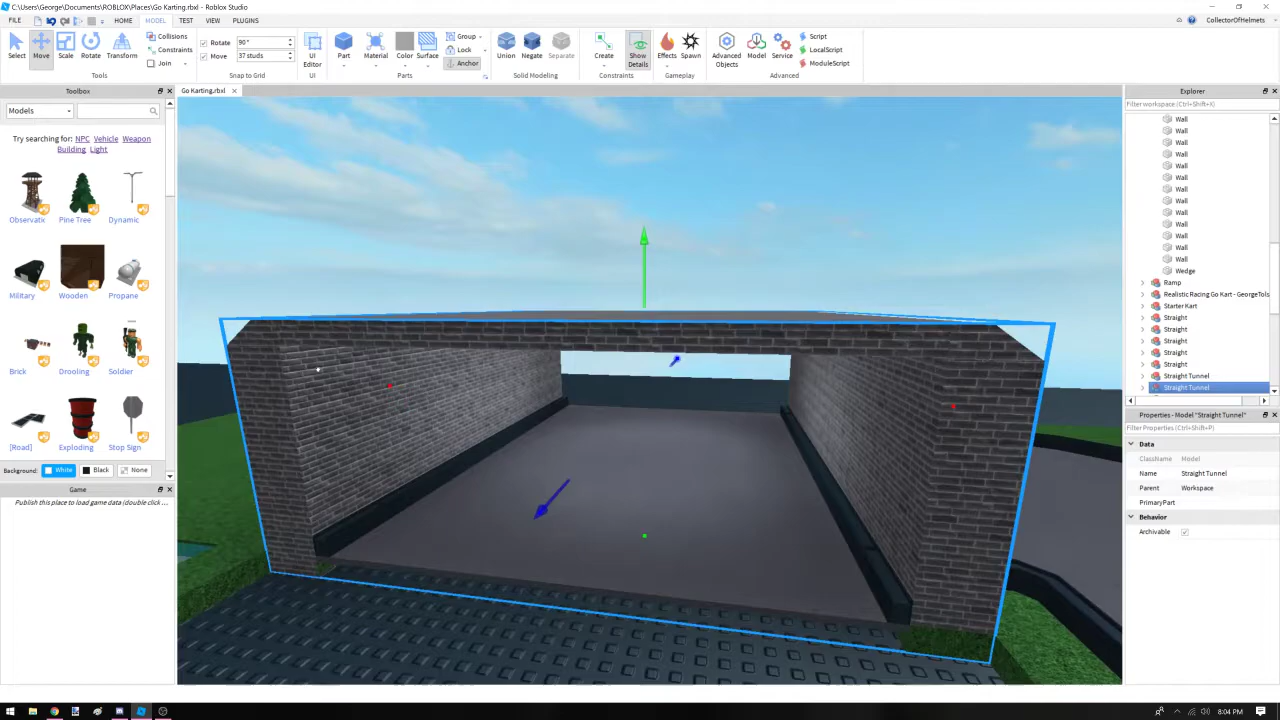 C:\Users\George\Documents\ROBLOX\Places\Go Karting.rbxl - Roblox Studio
FILE HOME MODEL TEST VIEW PLUGINS CollectorOfHelmets
Select Move Scale Rotate Transform
Collisions
Constraints
Join
Tools
Rotate 90°
Move 37 studs
Snap to Grid
UI
Editor
UI
Part Material Color Surface
Group
Lock
Anchor
Parts
Union Negate Separate
Solid Modeling
Create Show
Details
Constraints
Effects Spawn
Gameplay
Advanced
Objects
Model Service
Script
LocalScript
ModuleScript
Advanced
Toolbox
Go Karting.rbxl
Explorer
Models
Filter workspace (Ctrl+Shift+X)
Try searching for: NPC Vehicle Weapon
Building Light
Observatic Pine Tree Dynamic
Military Wooden Propane
Brick Drooling Soldier
[Road] Exploding Stop Sign
Background: White Black None
Game
Publish this place to load game data (double click ...
Wall
Wall
Wall
Wall
Wall
Wall
Wall
Wall
Wall
Wall
Wall
Wall
Wall
Wedge
Ramp
Realistic Racing Go Kart - GeorgeTols
Starter Kart
Straight
Straight
Straight
Straight
Straight
Straight Tunnel
Straight Tunnel
Properties - Model "Straight Tunnel"
Filter Properties (Ctrl+Shift+P)
Data
ClassName Model
Name Straight Tunnel
Parent Workspace
PrimaryPart
Behavior
Archivable
8:04 PM